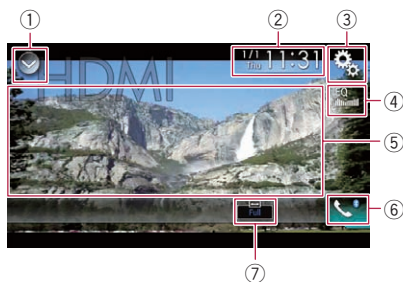 ① ② ③
1/1 Thu 11:31
HDMI
EQ
④
⑤
Full
⑥
⑦